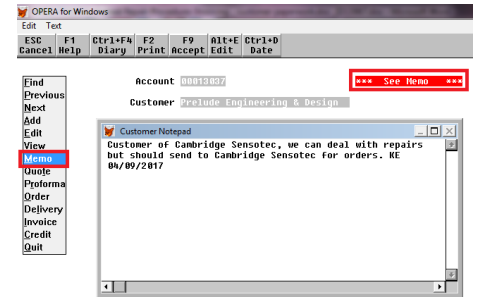 OPERA for Windows
Edit Text
ESC F1 Ctrl+F4 F2 F9 Alt+E Ctrl+D
Cancel Help Diary Print Accept Edit Date
Find
Previous
Next
Add
Edit
View
Memo
Quote
Proforma
Order
Delivery
Invoice
Credit
Quit
Account 00013037
*** See Memo ***
Customer Prelude Engineering & Design
Customer Notepad
Customer of Cambridge Sensotec, we can deal with repairs
but should send to Cambridge Sensotec for orders. KE
04/09/2017